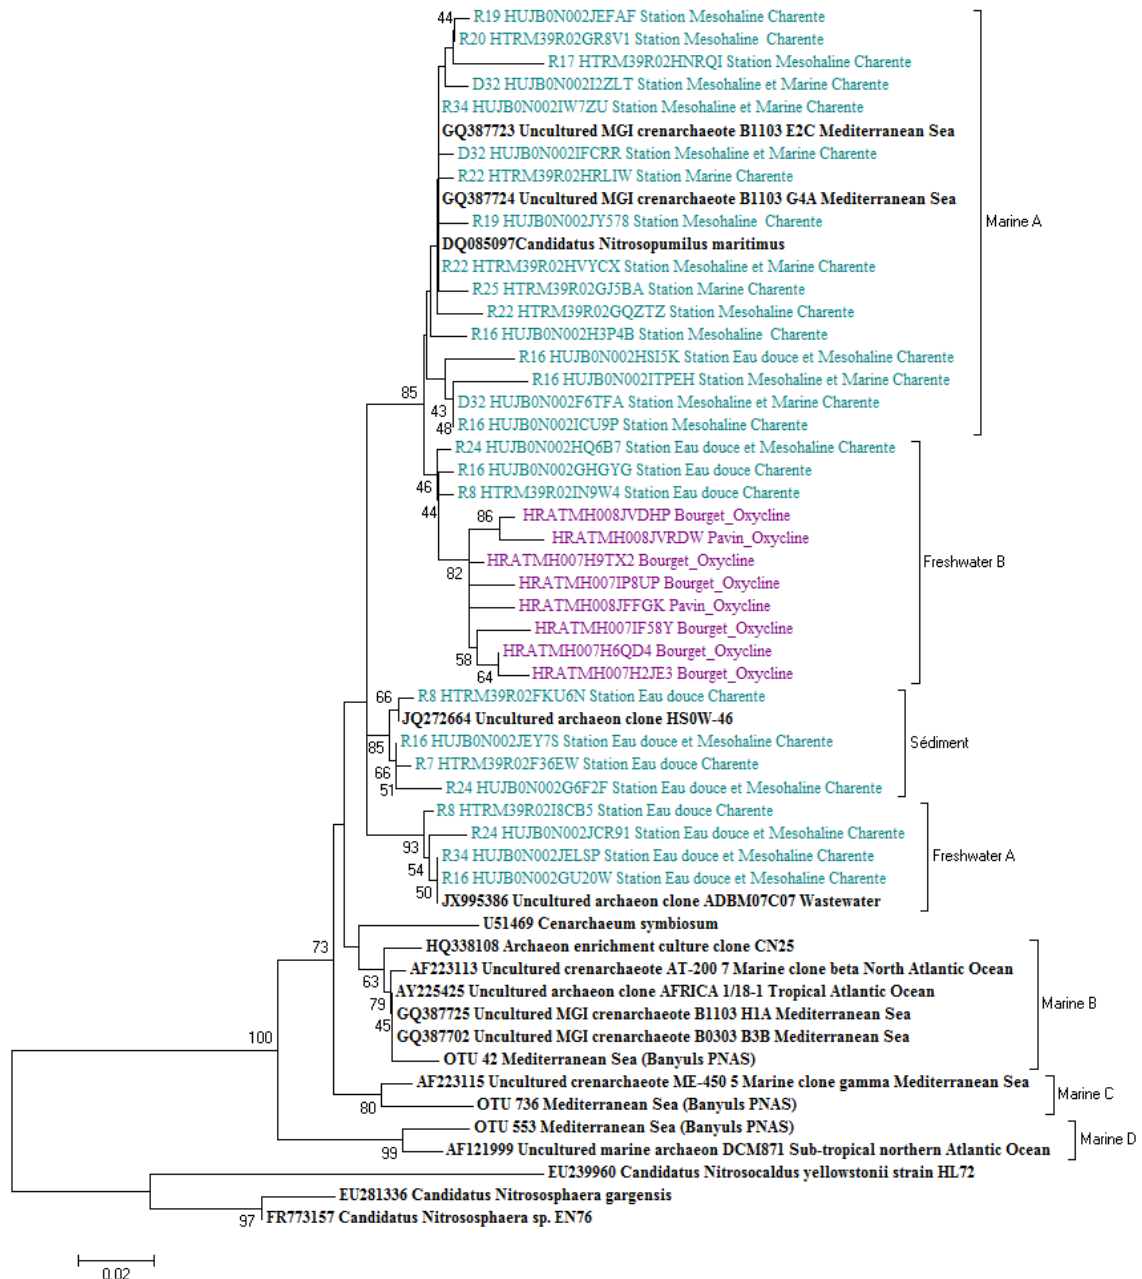 44
R19 HUJB0N002JEFAF Station Mesohaline Charente
R20 HTRM39R02GR8V1 Station Mesohaline  Charente
R17 HTRM39R02HNRQI Station Mesohaline Charente
D32 HUJB0N002I2ZLT Station Mesohaline et Marine Charente
R34 HUJB0N002IW7ZU Station Mesohaline et Marine Charente
GQ387723 Uncultured MGI crenarchaeote B1103 E2C Mediterranean Sea
D32 HUJB0N002IFCRR Station Mesohaline et Marine Charente
R22 HTRM39R02HRLIW Station Marine Charente
GQ387724 Uncultured MGI crenarchaeote B1103 G4A Mediterranean Sea
R19 HUJB0N002JY578 Station Mesohaline  Charente
Marine A
DQ085097Candidatus Nitrosopumilus maritimus
R22 HTRM39R02HVYCX Station Mesohaline et Marine Charente
R25 HTRM39R02GJ5BA Station Marine Charente
R22 HTRM39R02GQZTZ Station Mesohaline Charente
R16 HUJB0N002H3P4B Station Mesohaline  Charente
R16 HUJB0N002HSI5K Station Eau douce et Mesohaline Charente
R16 HUJB0N002ITPEH Station Mesohaline et Marine Charente
85
D32 HUJB0N002F6TFA Station Mesohaline et Marine Charente
43
R16 HUJB0N002ICU9P Station Mesohaline Charente
48
R24 HUJB0N002HQ6B7 Station Eau douce et Mesohaline Charente
R16 HUJB0N002GHGYG Station Eau douce Charente
46
R8 HTRM39R02IN9W4 Station Eau douce Charente
44
86
HRATMH008JVDHP Bourget_Oxycline
HRATMH008JVRDW Pavin_Oxycline
HRATMH007H9TX2 Bourget_Oxycline
Freshwater B
82
HRATMH007IP8UP Bourget_Oxycline
HRATMH008JFFGK Pavin_Oxycline
HRATMH007IF58Y Bourget_Oxycline
58
HRATMH007H6QD4 Bourget_Oxycline
64
HRATMH007H2JE3 Bourget_Oxycline
66
R8 HTRM39R02FKU6N Station Eau douce Charente
JQ272664 Uncultured archaeon clone HS0W-46
85
R16 HUJB0N002JEY7S Station Eau douce et Mesohaline Charente
Sédiment
66
R7 HTRM39R02F36EW Station Eau douce Charente
51
R24 HUJB0N002G6F2F Station Eau douce et Mesohaline Charente
R8 HTRM39R02I8CB5 Station Eau douce Charente
R24 HUJB0N002JCR91 Station Eau douce et Mesohaline Charente
93
R34 HUJB0N002JELSP Station Eau douce et Mesohaline Charente
Freshwater A
54
R16 HUJB0N002GU20W Station Eau douce et Mesohaline Charente
50
JX995386 Uncultured archaeon clone ADBM07C07 Wastewater
U51469 Cenarchaeum symbiosum
73
HQ338108 Archaeon enrichment culture clone CN25
63
AF223113 Uncultured crenarchaeote AT-200 7 Marine clone beta North Atlantic Ocean
79
AY225425 Uncultured archaeon clone AFRICA 1/18-1 Tropical Atlantic Ocean
Marine B
45
GQ387725 Uncultured MGI crenarchaeote B1103 H1A Mediterranean Sea
100
GQ387702 Uncultured MGI crenarchaeote B0303 B3B Mediterranean Sea
OTU 42 Mediterranean Sea (Banyuls PNAS)
AF223115 Uncultured crenarchaeote ME-450 5 Marine clone gamma Mediterranean Sea
Marine C
80
OTU 736 Mediterranean Sea (Banyuls PNAS)
OTU 553 Mediterranean Sea (Banyuls PNAS)
Marine D
99
AF121999 Uncultured marine archaeon DCM871 Sub-tropical northern Atlantic Ocean
EU239960 Candidatus Nitrosocaldus yellowstonii strain HL72
EU281336 Candidatus Nitrososphaera gargensis
97
FR773157 Candidatus Nitrososphaera sp. EN76
0.02